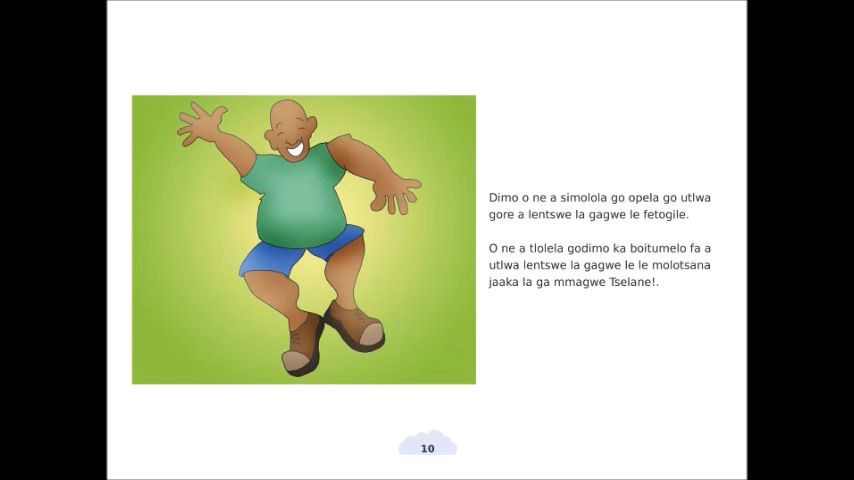 Dimo o ne a simolola go opela go utlwa
gore a lentswe la gagwe le fetogile.
O ne a tlolela godimo ka boitumelo fa a
utlwa lentswe la gagwe le le molotsana
jaaka la ga mmagwe Tselane!.
10